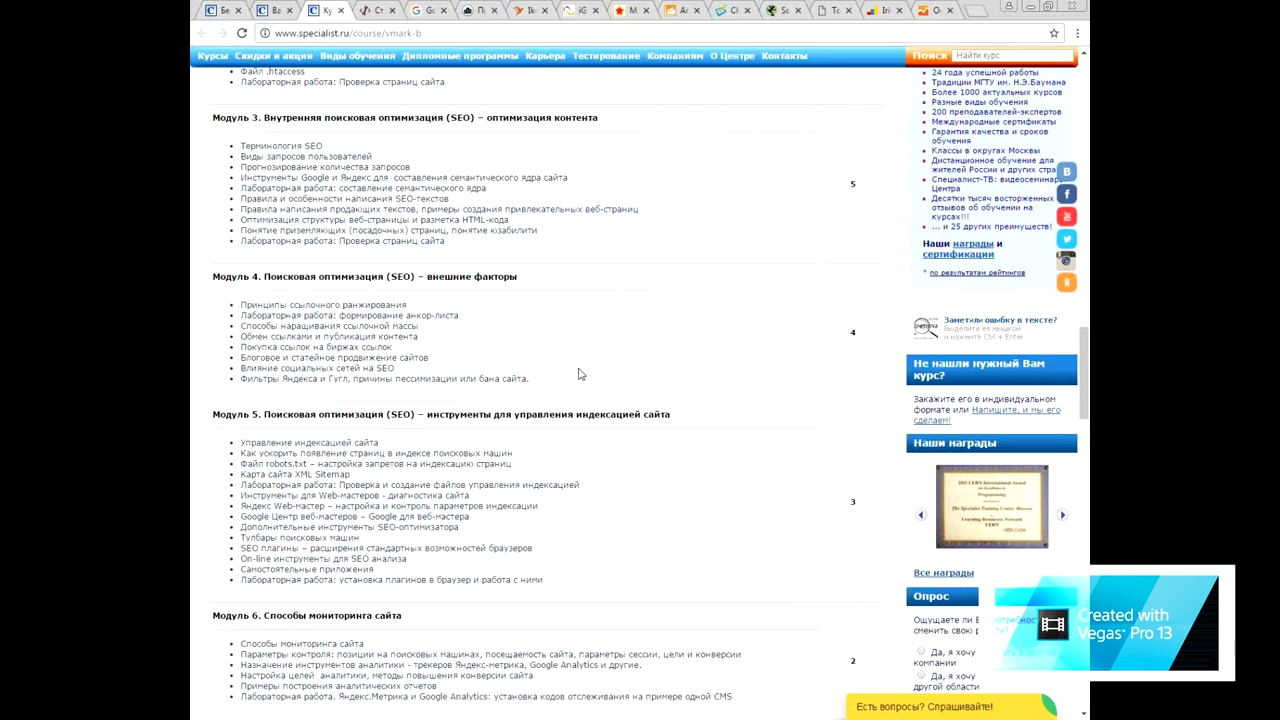 www.specialist.ru/course/vmark-b
Курсы Скидки и акции Виды обучения Дипломные программы Карьера Тестирование Компаниям О Центре Контакты
Поиск Найти курс
Файл .htaccess
Лабораторная работа: Проверка страниц сайта
Модуль 3. Внутренняя поисковая оптимизация (SEO) – оптимизация контента
Терминология SEO
Виды запросов пользователей
Прогнозирование количества запросов
Инструменты Google и Яндекс для составления семантического ядра сайта
Лабораторная работа: составление семантического ядра
Правила и особенности написания SEO-текстов
Правила написания продающих текстов, примеры создания привлекательных веб-страниц
Оптимизация структуры веб-страницы и разметка HTML-кода
Понятие приземляющих (посадочных) страниц, понятие юзабилити
Лабораторная работа: Проверка страниц сайта
5
Модуль 4. Поисковая оптимизация (SEO) – внешние факторы
Принципы ссылочного ранжирования
Лабораторная работа: формирование анкор-листа
Способы наращивания ссылочной массы
Обмен ссылками и публикация контента
Покупка ссылок на биржах ссылок
Блоговое и статейное продвижение сайтов
Влияние социальных сетей на SEO
Фильтры Яндекса и Гугл, причины пессимизации или бана сайта.
4
Модуль 5. Поисковая оптимизация (SEO) – инструменты для управления индексацией сайта
Управление индексацией сайта
Как ускорить появление страниц в индексе поисковых машин
Файл robots.txt – настройка запретов на индексацию страниц
Карта сайта XML Sitemap
Лабораторная работа: Проверка и создание файлов управления индексацией
Инструменты для Web-мастеров - диагностика сайта
Яндекс Web-мастер – настройка и контроль параметров индексации
Google Центр веб-мастеров – Google для веб-мастера
Дополнительные инструменты SEO-оптимизатора
Тулбары поисковых машин
SEO плагины – расширения стандартных возможностей браузеров
On-line инструменты для SEO анализа
Самостоятельные приложения
Лабораторная работа: установка плагинов в браузер и работа с ними
3
Модуль 6. Способы мониторинга сайта
Способы мониторинга сайта
Параметры контроля: позиции на поисковых машинах, посещаемость сайта, параметры сессии, цели и конверсии
Назначение инструментов аналитики - трекеров Яндекс-метрика, Google Analytics и другие.
Настройка целей аналитики, методы повышения конверсии сайта
Примеры построения аналитических отчетов
Лабораторная работа. Яндекс.Метрика и Google Analytics: установка кодов отслеживания на примере одной CMS
2
24 года успешной работы
Традиции МГТУ им. Н.Э.Баумана
Более 1000 актуальных курсов
Разные виды обучения
200 преподавателей-экспертов
Международные сертификаты
Гарантия качества и сроков
обучения
Классы в округах Москвы
Дистанционное обучение для
жителей России и других стра
Специалист-ТВ: видеосеминары
Центра
Десятки тысяч восторженных
отзывов об обучении на
курсах!!!
... и 25 других преимуществ!
Наши награды и
сертификации
* по результатам рейтингов
Заметили ошибку в тексте?
Выделите ее мышкой
и нажмите Ctrl + Enter
Не нашли нужный Вам
курс?
Закажите его в индивидуальном
формате или Напишите, и мы его
сделаем!
Наши награды
Все награды
Опрос
Ощущаете ли В
сменить свою р
Да, я хочу
компании
Да, я хочу
другой области
Created with
Vegas™ Pro 13
Есть вопросы? Спрашивайте!